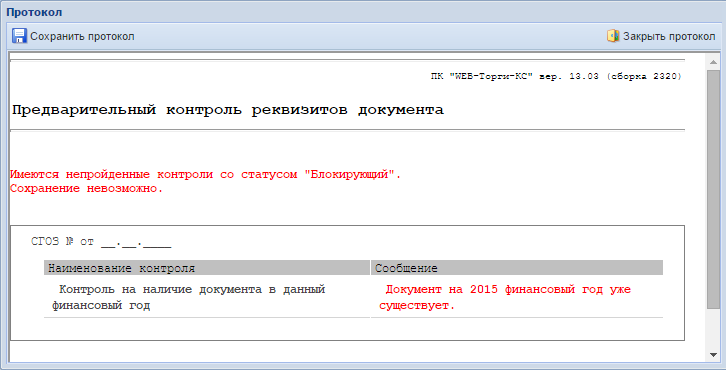 Протокол
Сохранить протокол
Закрыть протокол
ПК "WEB-Торги-КС" вер. 13.03 (сборка 2320)
Предварительный контроль реквизитов документа
Имеются непройденные контроли со статусом "Блокирующий".
Сохранение невозможно.
СГОЗ № от __.__.____
Наименование контроля
Сообщение
Контроль на наличие документа в данный
финансовый год
Документ на 2015 финансовый год уже
существует.